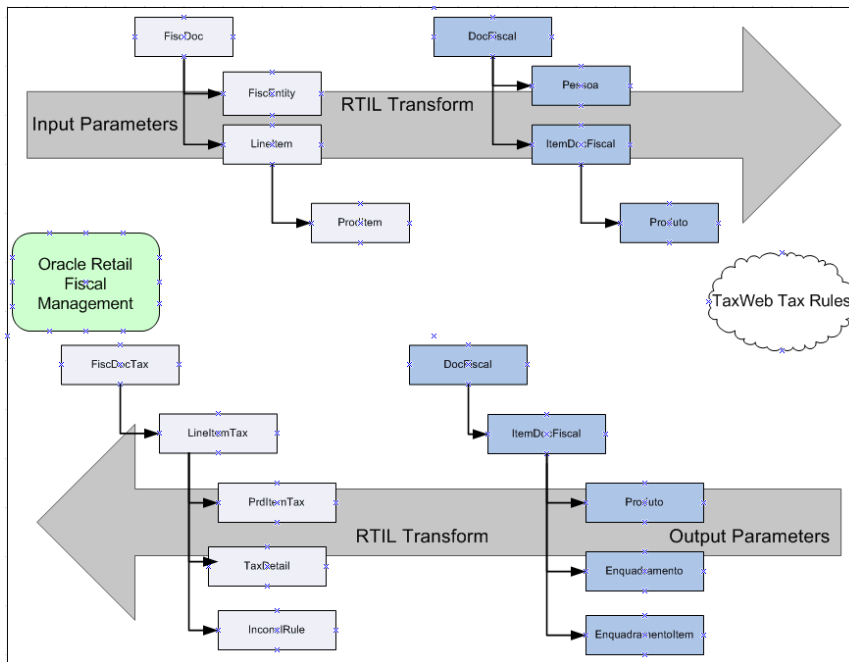 FiscDoc
DocFiscal
FiscEntity
RTIL Transform
Pessoa
Input Parameters
LineItem
ItemDocFiscal
ProdItem
Produto
Oracle Retail
Fiscal
Management
TaxWeb Tax Rules
FiscDocTax
DocFiscal
LineItemTax
ItemDocFiscal
PrdItemTax
Produto
RTIL Transform
Output Parameters
TaxDetail
Enquadramento
InconclRule
EnquadramentoItem